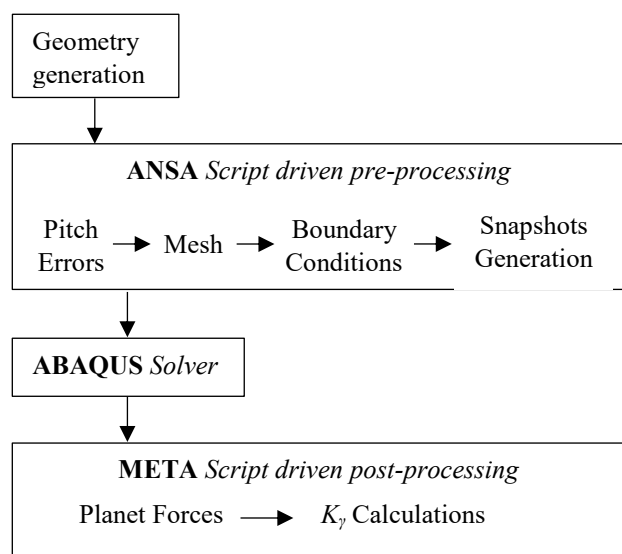 Geometry
generation
ANSA Script driven pre-processing
Pitch
Errors
Mesh
Boundary
Conditions
Snapshots
Generation
ABAQUS Solver
META Script driven post-processing
Planet Forces
Kγ Calculations